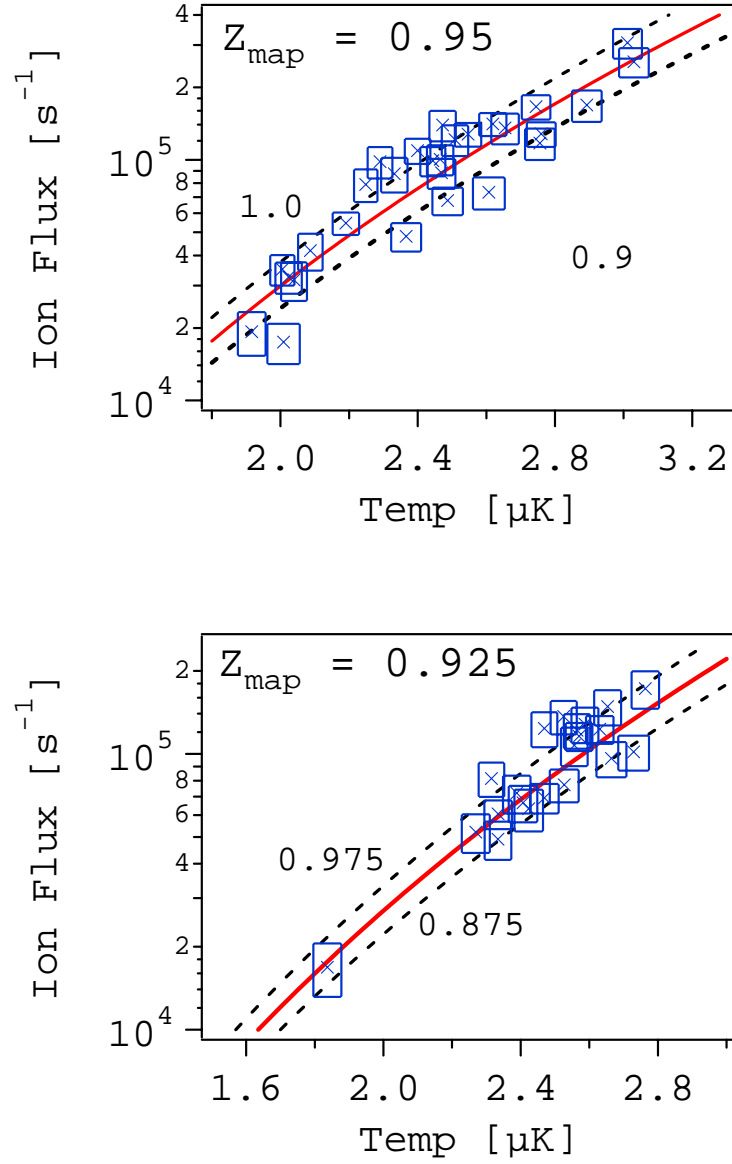 4
Z_map = 0.95
2
10^5
8
6
4
2
10^4
1.0
0.9
Ion Flux [s^−1]
2.0 2.4 2.8 3.2
Temp [µK]
Z_map = 0.925
2
10^5
8
6
4
2
10^4
0.975
0.875
Ion Flux [s^−1]
1.6 2.0 2.4 2.8
Temp [µK]